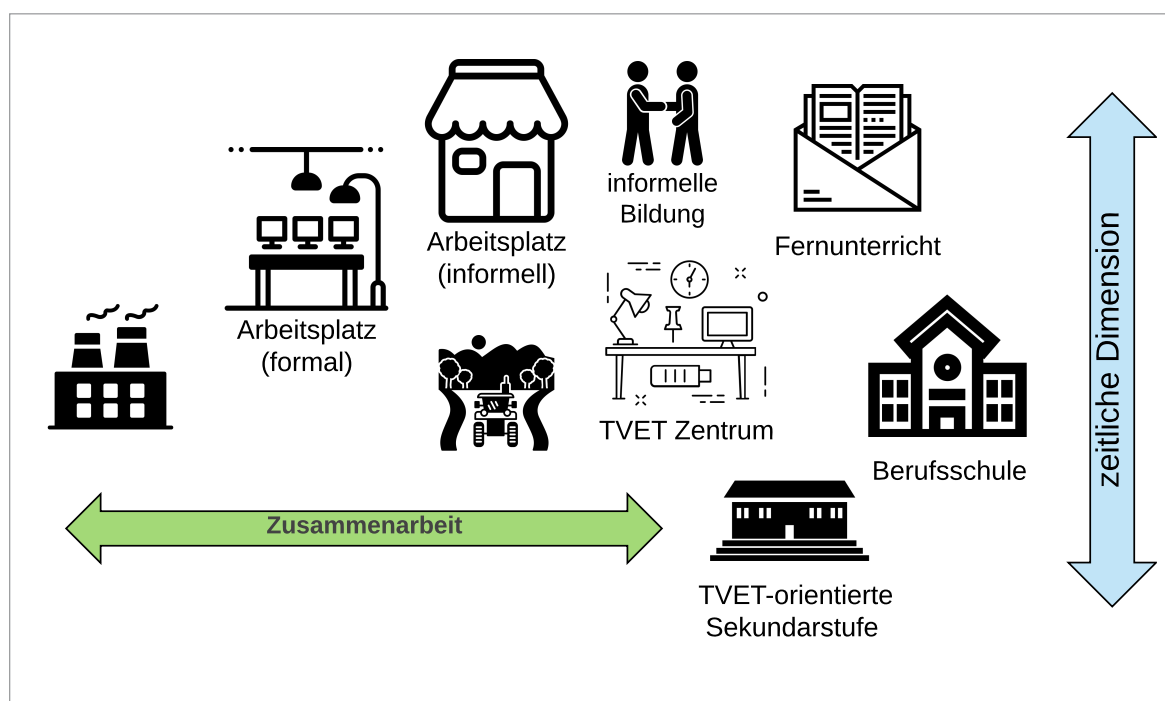 informelle
Bildung
Arbeitsplatz
(informell)
Fernunterricht
Arbeitsplatz
(formal)
TVET Zentrum
Berufsschule
zeitliche Dimension
Zusammenarbeit
TVET-orientierte
Sekundarstufe